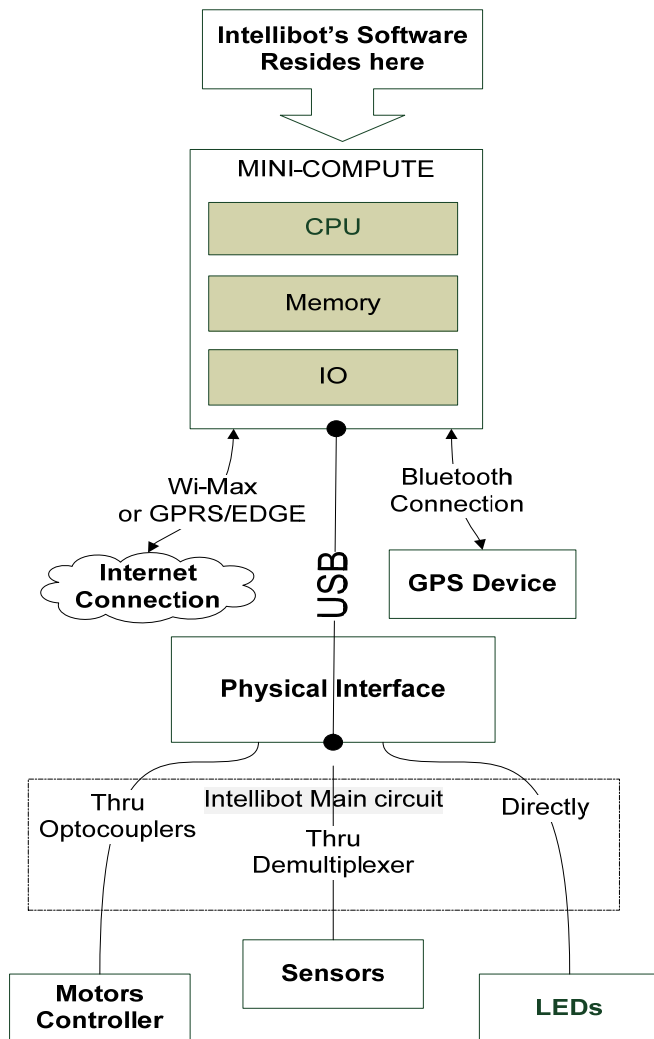 Intellibot's Software
Resides here
MINI-COMPUTE
CPU
Memory
IO
Wi-Max
or GPRS/EDGE
Bluetooth
Connection
Internet
Connection
USB
GPS Device
Physical Interface
Intellibot Main circuit
Thru
Optocouplers
Thru
Demultiplexer
Directly
Motors
Controller
Sensors
LEDs